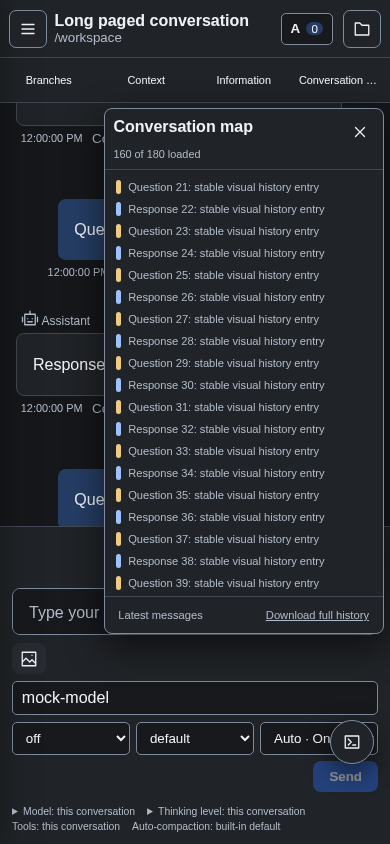 Long paged conversation
/workspace
A 0
Branches Context Information Conversation …
12:00:00 PM
Conversation map
160 of 180 loaded
Question 21: stable visual history entry
Response 22: stable visual history entry
Question 23: stable visual history entry
Response 24: stable visual history entry
Question 25: stable visual history entry
Response 26: stable visual history entry
Question 27: stable visual history entry
Response 28: stable visual history entry
Question 29: stable visual history entry
Response 30: stable visual history entry
Question 31: stable visual history entry
Response 32: stable visual history entry
Question 33: stable visual history entry
Response 34: stable visual history entry
Question 35: stable visual history entry
Response 36: stable visual history entry
Question 37: stable visual history entry
Response 38: stable visual history entry
Question 39: stable visual history entry
Latest messages Download full history
Que
12:00:00 PM
Assistant
Response
12:00:00 PM
Que
Type your
mock-model
off default Auto · On
Send
Model: this conversation Thinking level: this conversation
Tools: this conversation Auto-compaction: built-in default